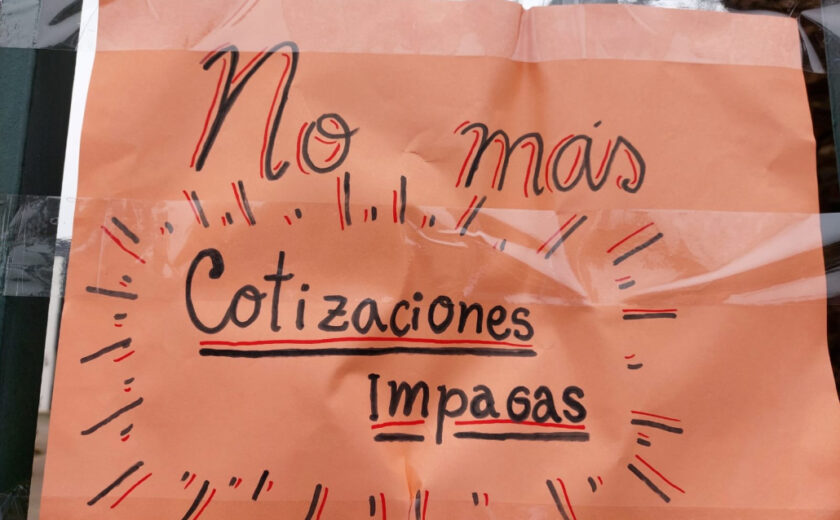 No más
Cotizaciones
Impagas